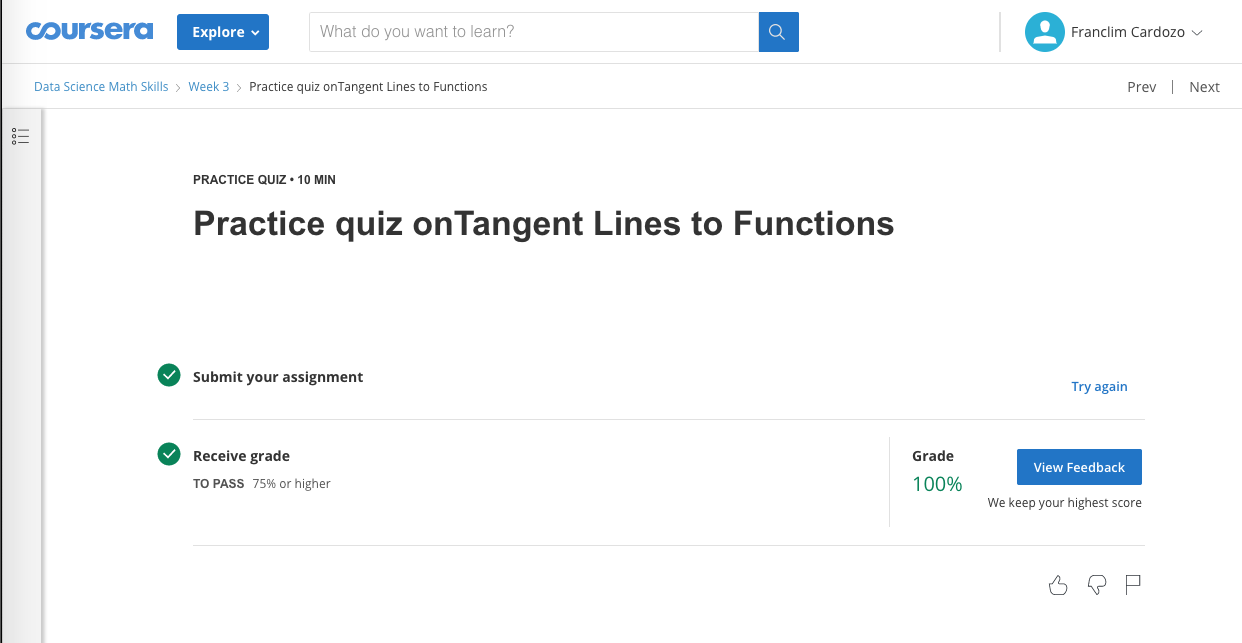 coursera Explore What do you want to learn? Franclim Cardozo
Data Science Math Skills Week 3 Practice quiz onTangent Lines to Functions Prev Next
PRACTICE QUIZ • 10 MIN
Practice quiz onTangent Lines to Functions
Submit your assignment
Try again
Receive grade
TO PASS 75% or higher
Grade
100%
View Feedback
We keep your highest score